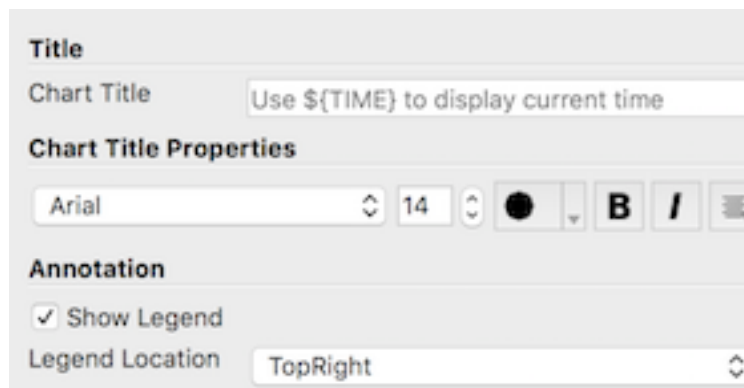 Title
Chart Title Use ${TIME} to display current time
Chart Title Properties
Arial 14 B I
Annotation
✓ Show Legend
Legend Location TopRight